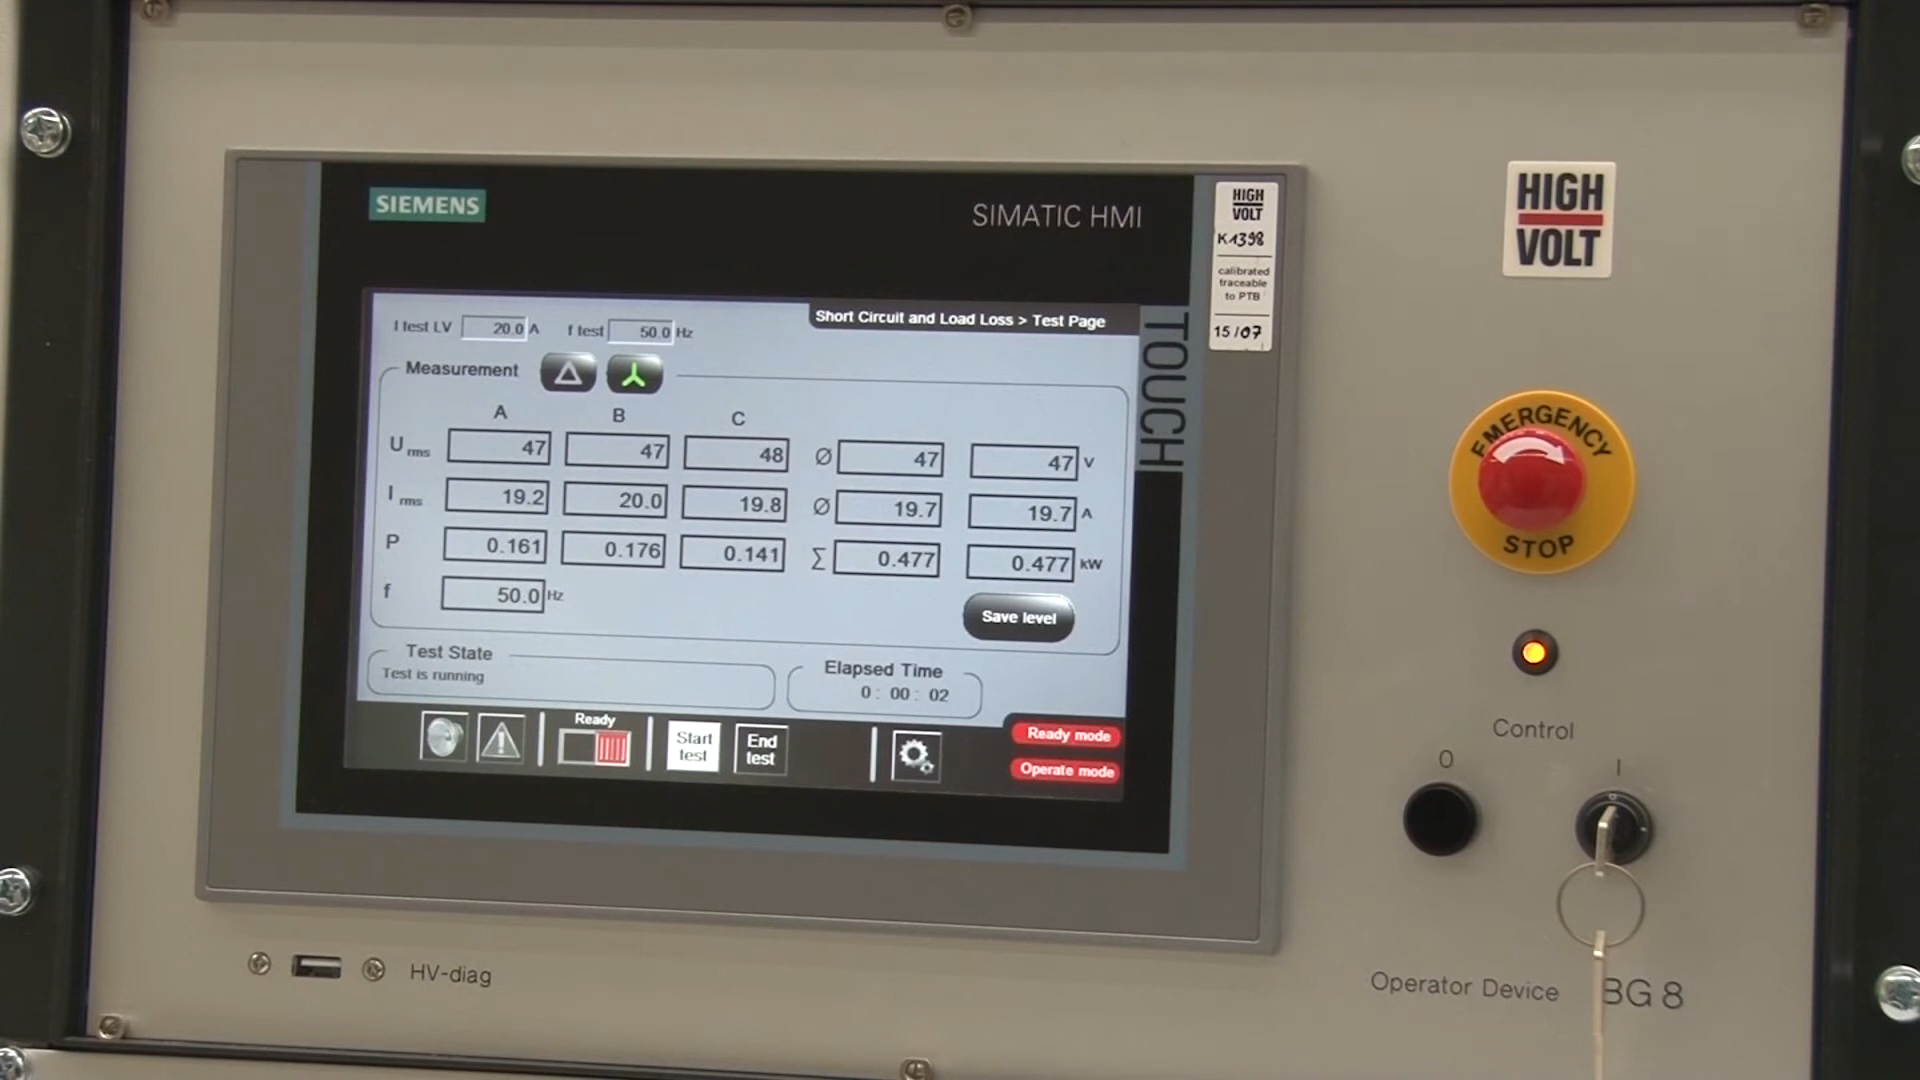 SIEMENS
SIMATIC HMI
HIGH
VOLT
K1398
calibrated
traceable
to PTB
15/07
HIGH
VOLT
TOUCH
I test LV 20.0 A f test 50.0 Hz
Short Circuit and Load Loss > Test Page
Measurement
A B C
U rms 47 47 48 Ø 47 47 V
I rms 19.2 20.0 19.8 Ø 19.7 19.7 A
P 0.161 0.176 0.141 ∑ 0.477 0.477 kW
f 50.0 Hz
Save level
Test State
Test is running
Elapsed Time
0 : 00 : 02
Ready
Start
test
End
test
Ready mode
Operate mode
EMERGENCY
STOP
Control
0 I
HV-diag
Operator Device BG 8